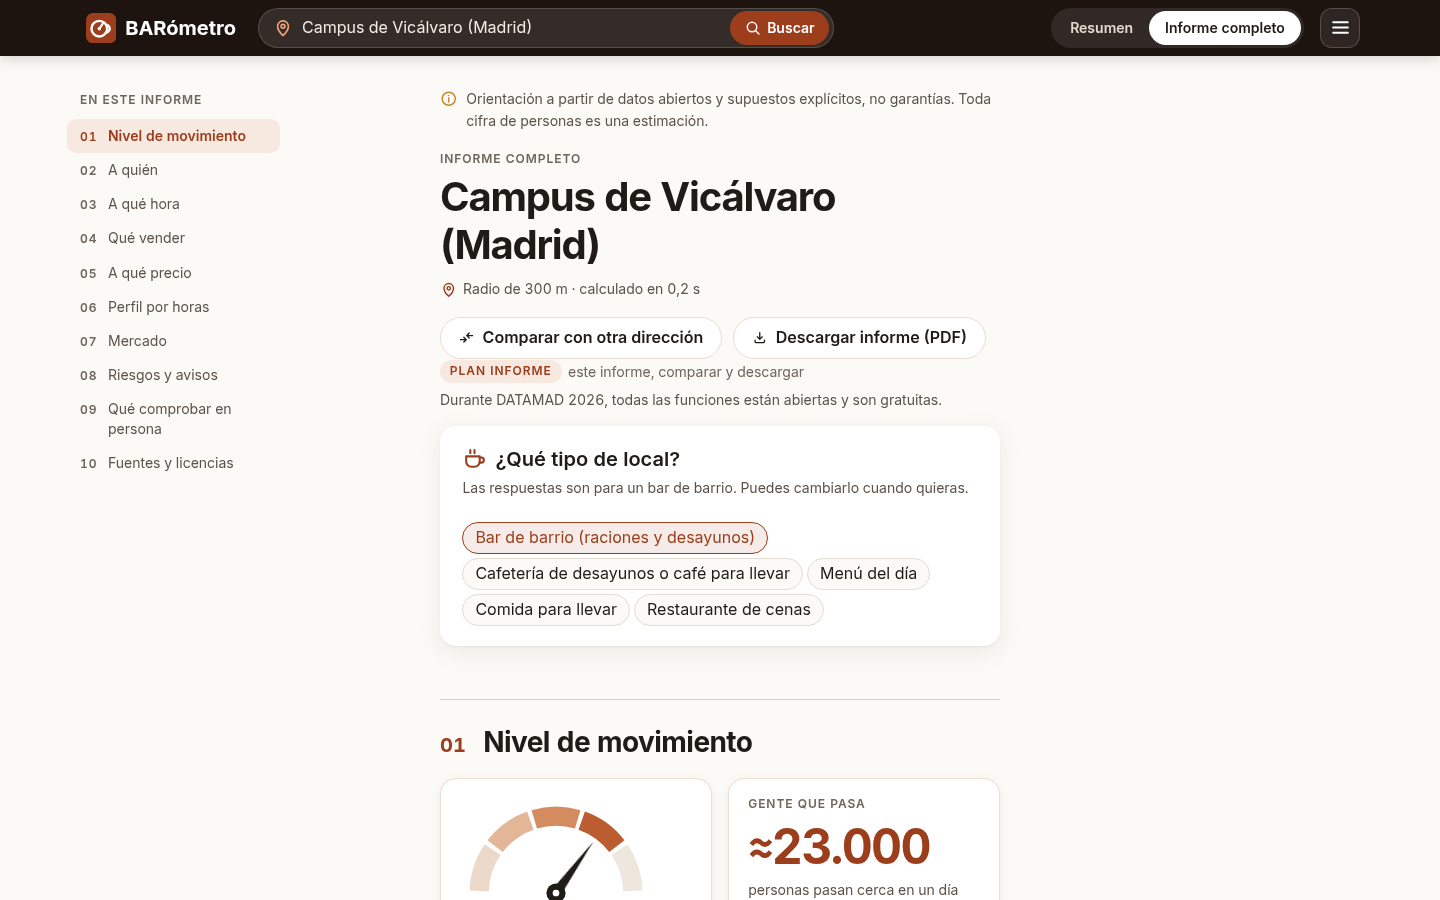 BARómetro
Campus de Vicálvaro (Madrid)
Buscar
Resumen
Informe completo
EN ESTE INFORME
01 Nivel de movimiento
02 A quién
03 A qué hora
04 Qué vender
05 A qué precio
06 Perfil por horas
07 Mercado
08 Riesgos y avisos
09 Qué comprobar en
persona
10 Fuentes y licencias
Orientación a partir de datos abiertos y supuestos explícitos, no garantías. Toda
cifra de personas es una estimación.
INFORME COMPLETO
Campus de Vicálvaro
(Madrid)
Radio de 300 m · calculado en 0,2 s
Comparar con otra dirección
Descargar informe (PDF)
PLAN INFORME este informe, comparar y descargar
Durante DATAMAD 2026, todas las funciones están abiertas y son gratuitas.
¿Qué tipo de local?
Las respuestas son para un bar de barrio. Puedes cambiarlo cuando quieras.
Bar de barrio (raciones y desayunos)
Cafetería de desayunos o café para llevar
Menú del día
Comida para llevar
Restaurante de cenas
01 Nivel de movimiento
GENTE QUE PASA
≈23.000
personas pasan cerca en un día